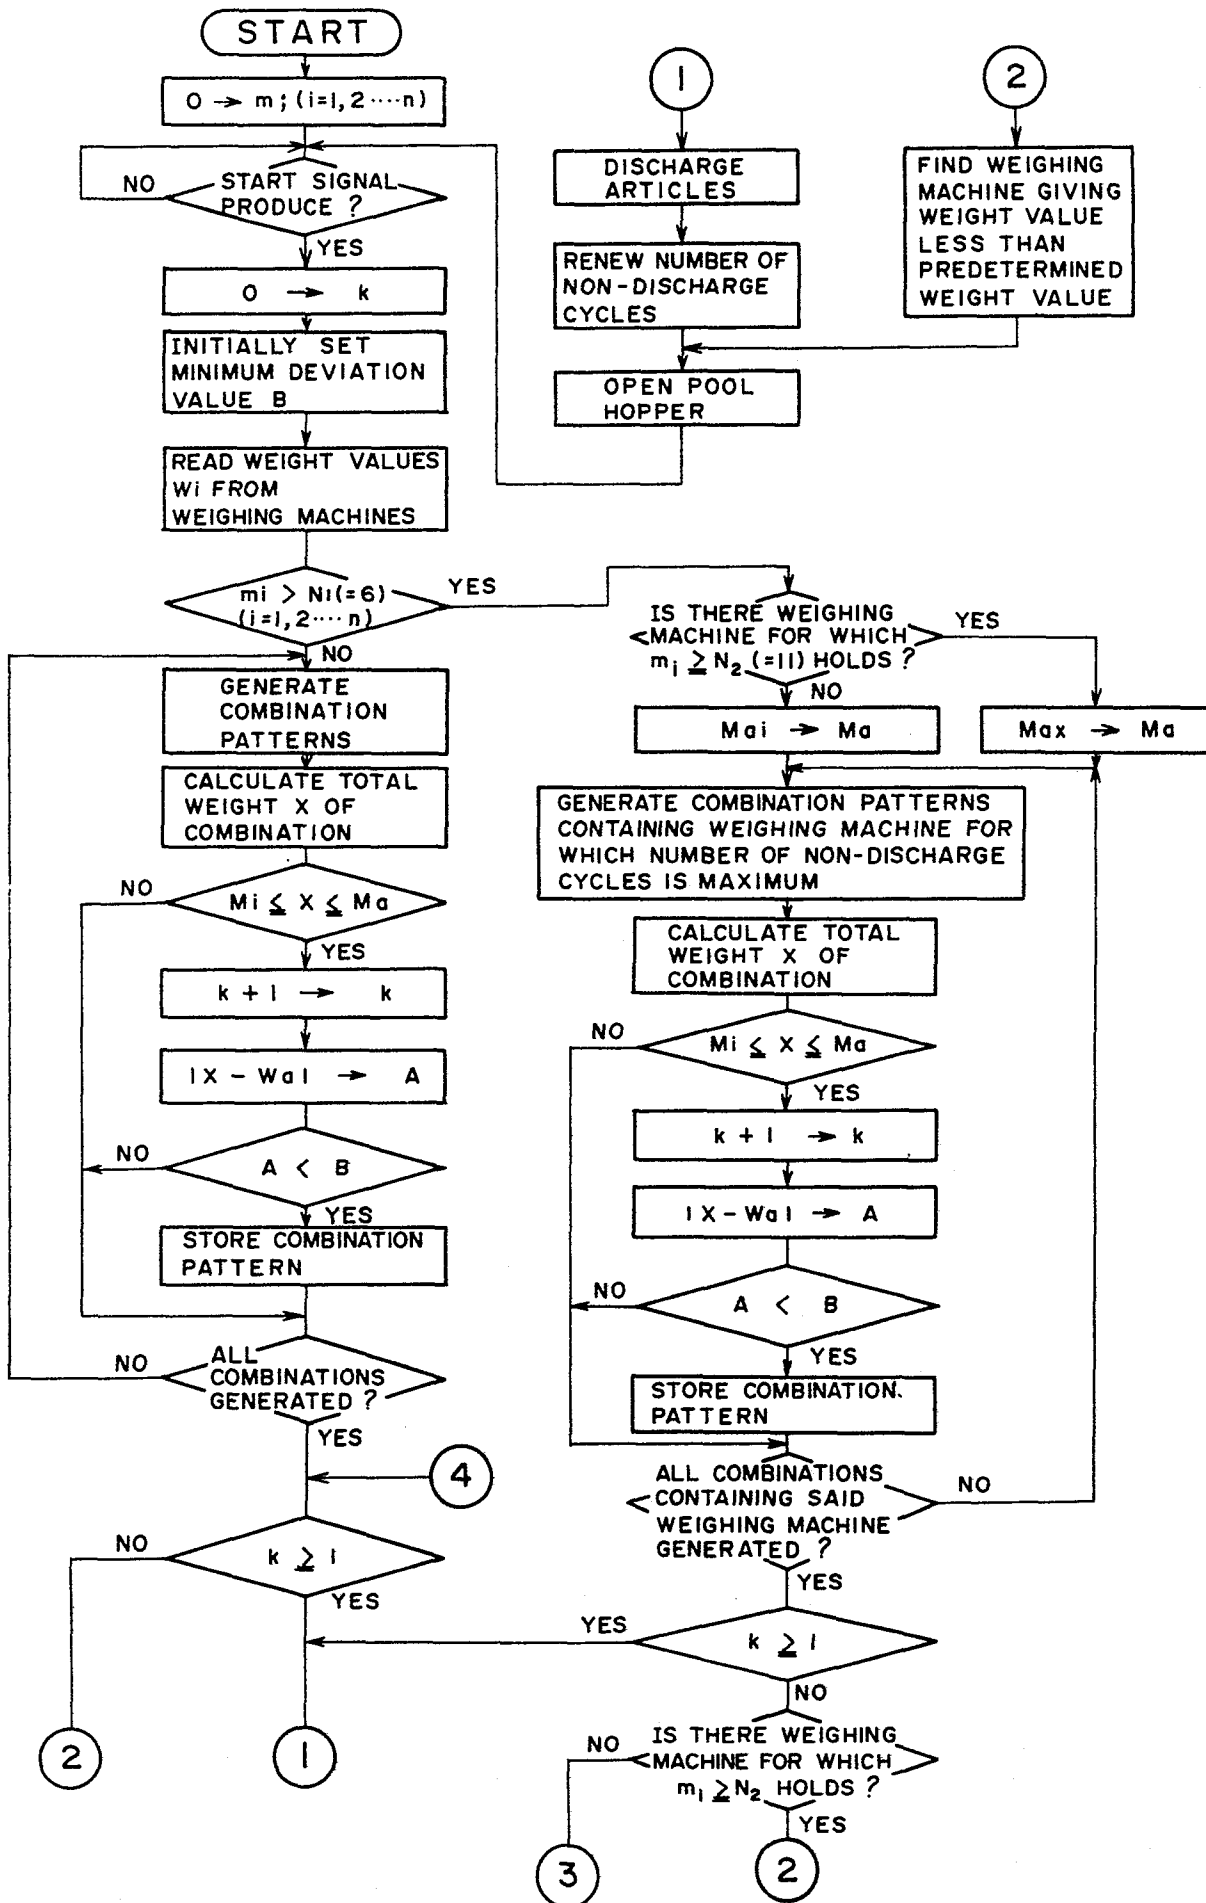 START
O → m; (i=1, 2 ···· n)
START SIGNAL
PRODUCE ?
NO
YES
O → k
INITIALLY SET
MINIMUM DEVIATION
VALUE B
READ WEIGHT VALUES
Wi FROM
WEIGHING MACHINES
mi > N1(=6)
(i=1, 2 ···· n)
YES
NO
GENERATE
COMBINATION
PATTERNS
CALCULATE TOTAL
WEIGHT X OF
COMBINATION
NO
Mi ≦ X ≦ Ma
YES
k + 1 → k
|X - Wa| → A
NO
A < B
YES
STORE COMBINATION
PATTERN
NO
ALL
COMBINATIONS
GENERATED ?
YES
4
NO
k ≧ 1
YES
2
1
1
DISCHARGE
ARTICLES
RENEW NUMBER OF
NON-DISCHARGE
CYCLES
OPEN POOL
HOPPER
2
FIND WEIGHING
MACHINE GIVING
WEIGHT VALUE
LESS THAN
PREDETERMINED
WEIGHT VALUE
IS THERE WEIGHING
MACHINE FOR WHICH
mi ≧ N2 (=11) HOLDS ?
YES
NO
Mai → Ma
Max → Ma
GENERATE COMBINATION PATTERNS
CONTAINING WEIGHING MACHINE FOR
WHICH NUMBER OF NON-DISCHARGE
CYCLES IS MAXIMUM
CALCULATE TOTAL
WEIGHT X OF
COMBINATION
NO
Mi ≦ X ≦ Ma
YES
k + 1 → k
|X - Wa| → A
NO
A < B
YES
STORE COMBINATION.
PATTERN
ALL COMBINATIONS
CONTAINING SAID
WEIGHING MACHINE
GENERATED ?
NO
YES
YES
k ≧ 1
NO
IS THERE WEIGHING
MACHINE FOR WHICH
m1 ≧ N2 HOLDS ?
NO
YES
3
2